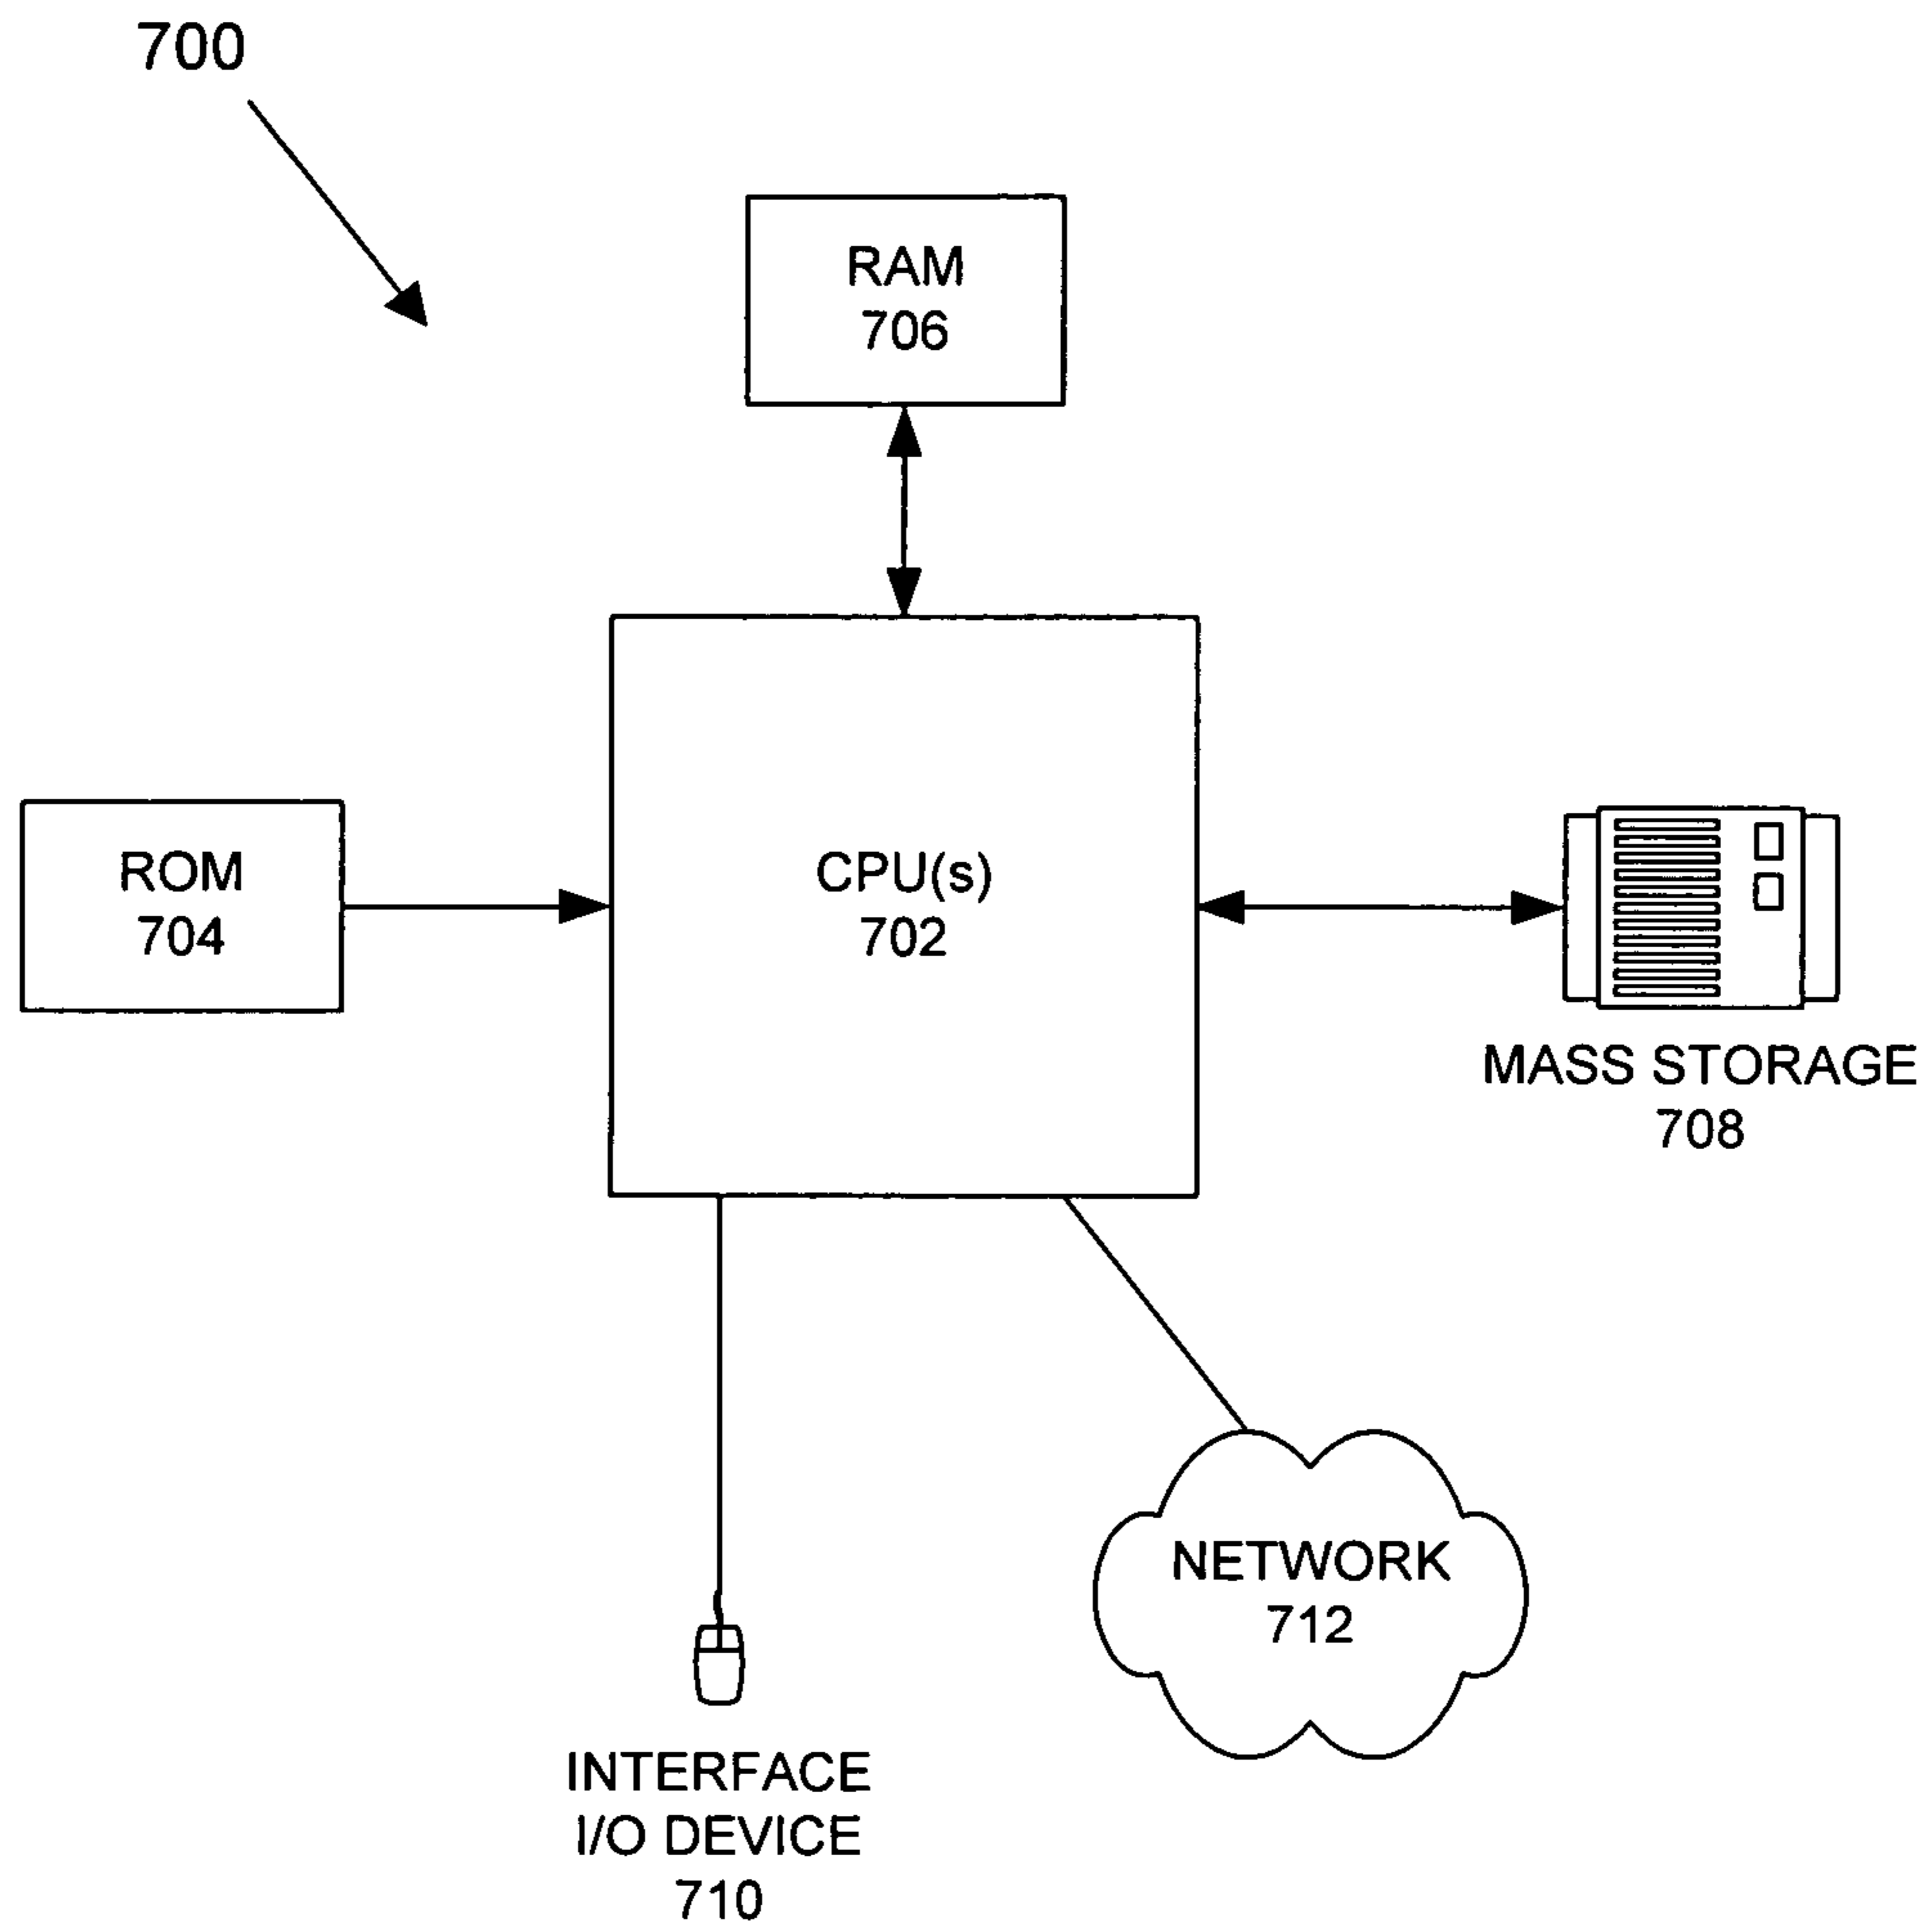 700
RAM
706
ROM
704
CPU(s)
702
MASS STORAGE
708
NETWORK
712
INTERFACE
I/O DEVICE
710